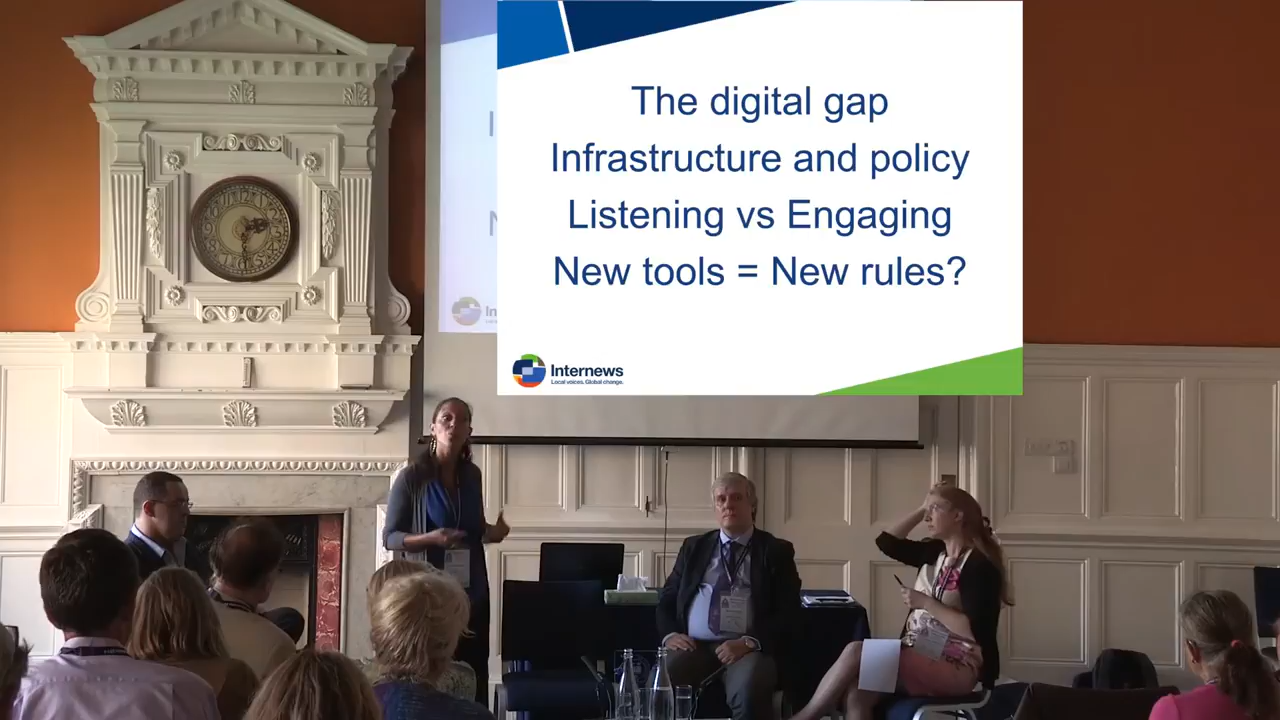 The digital gap
Infrastructure and policy
Listening vs Engaging
New tools = New rules?
Internews
Local voices. Global change.